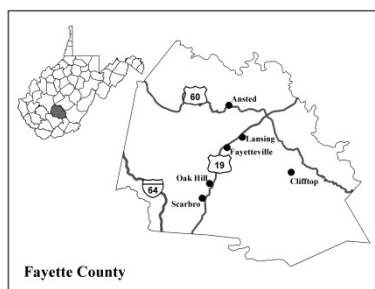 60
Ansted
Lansing
19
Fayetteville
Oak Hill
64
Clifftop
Scarbro
Fayette County